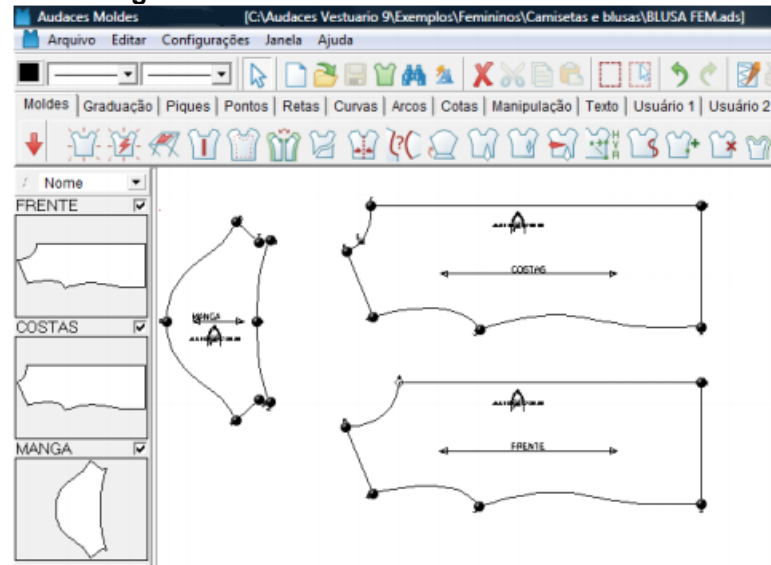 Audaces Moldes [C:\Audaces Vestuario 9\Exemplos\Femininos\Camisetas e blusas\BLUSA FEM.ads]
Arquivo Editar Configurações Janela Ajuda
Moldes Graduação Piques Pontos Retas Curvas Arcos Cotas Manipulação Texto Usuário 1 Usuário 2
Nome
FRENTE
COSTAS
MANGA
MANGA
COSTAS
FRENTE